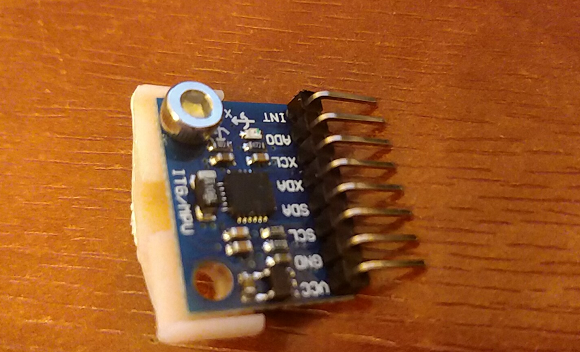 INT
ADO
XCL
XDA
SDA
SCL
GND
VCC
ITG/MPU
X